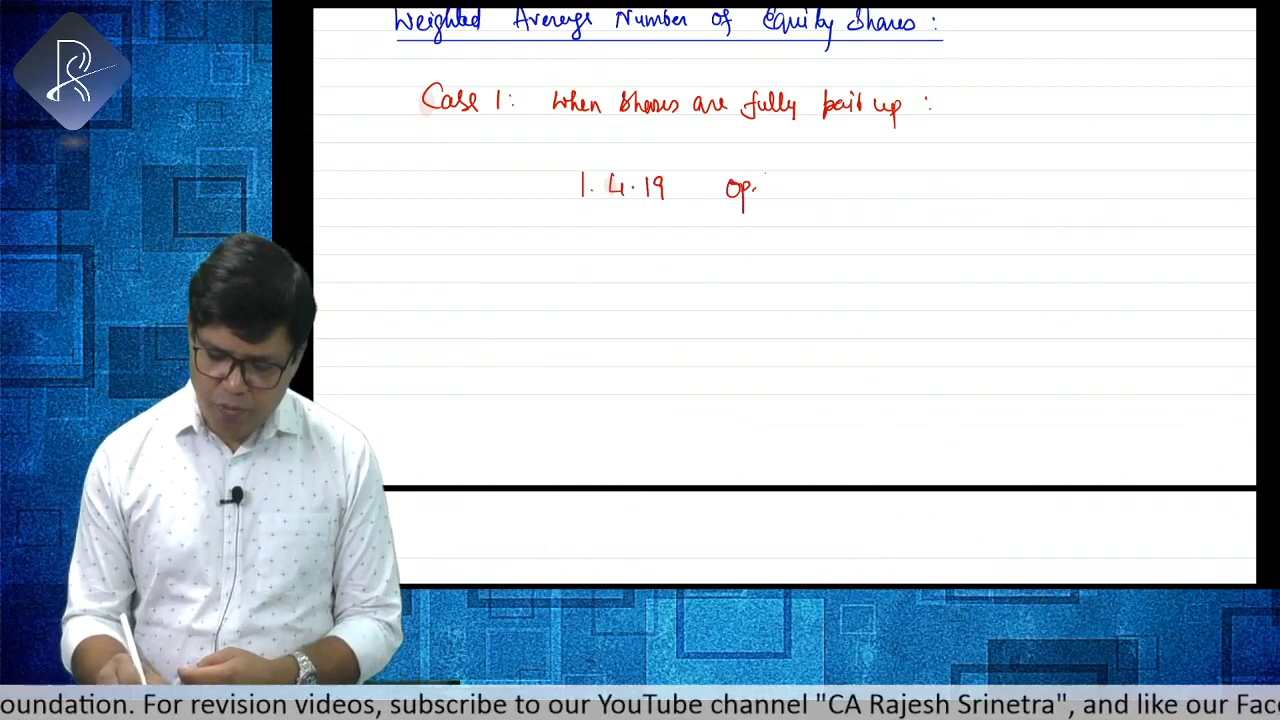 Weighted Average Number of Equity Shares :
Case 1: When Shares are fully paid up :
1.4.19 Op.
oundation. For revision videos, subscribe to our YouTube channel "CA Rajesh Srinetra", and like our Face